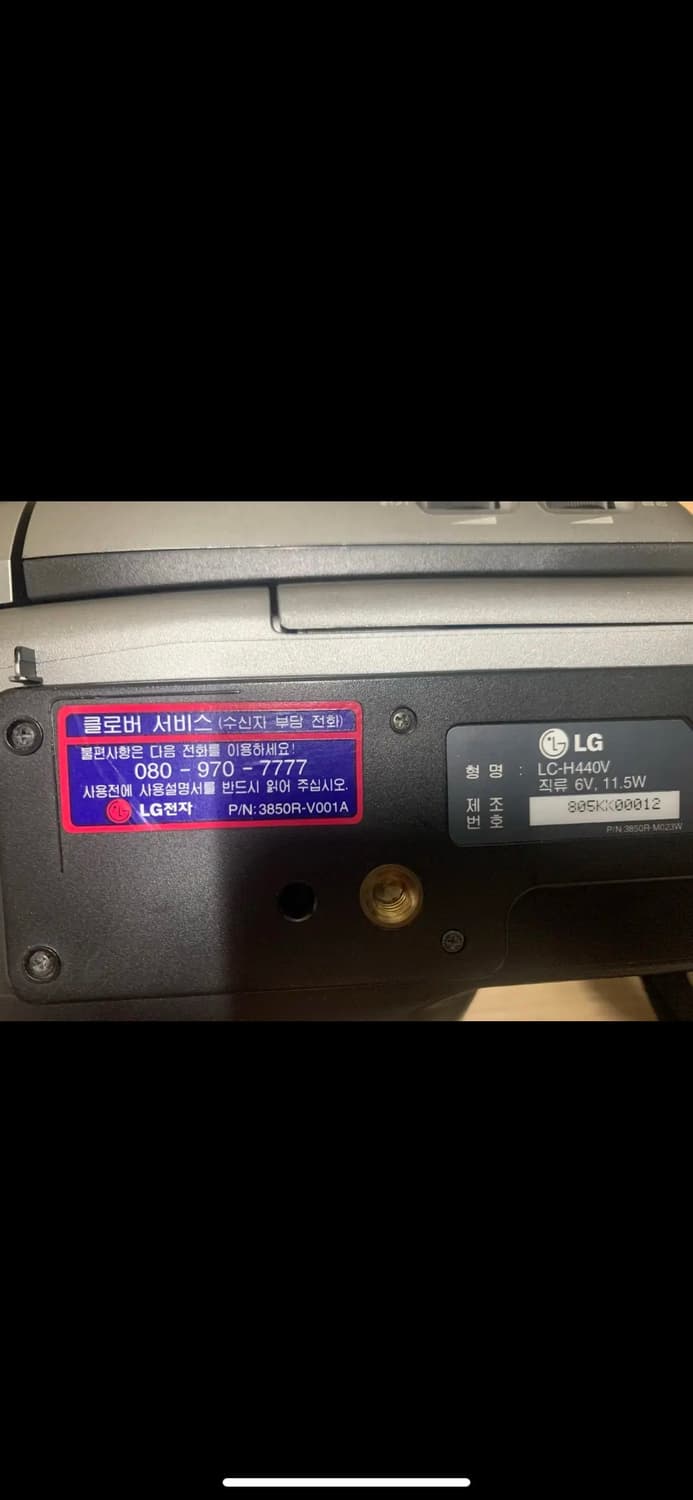 클로버 서비스 (수신자 부담 전화)
불편사항은 다음 전화를 이용하세요!
080 - 970 - 7777
사용전에 사용설명서를 반드시 읽어 주십시오.
LG전자 P/N:3850R-V001A
LG
형 명 : LC-H440V
직류 6V, 11.5W
제 조
번 호
805KK00012
P/N:3850R-M023W